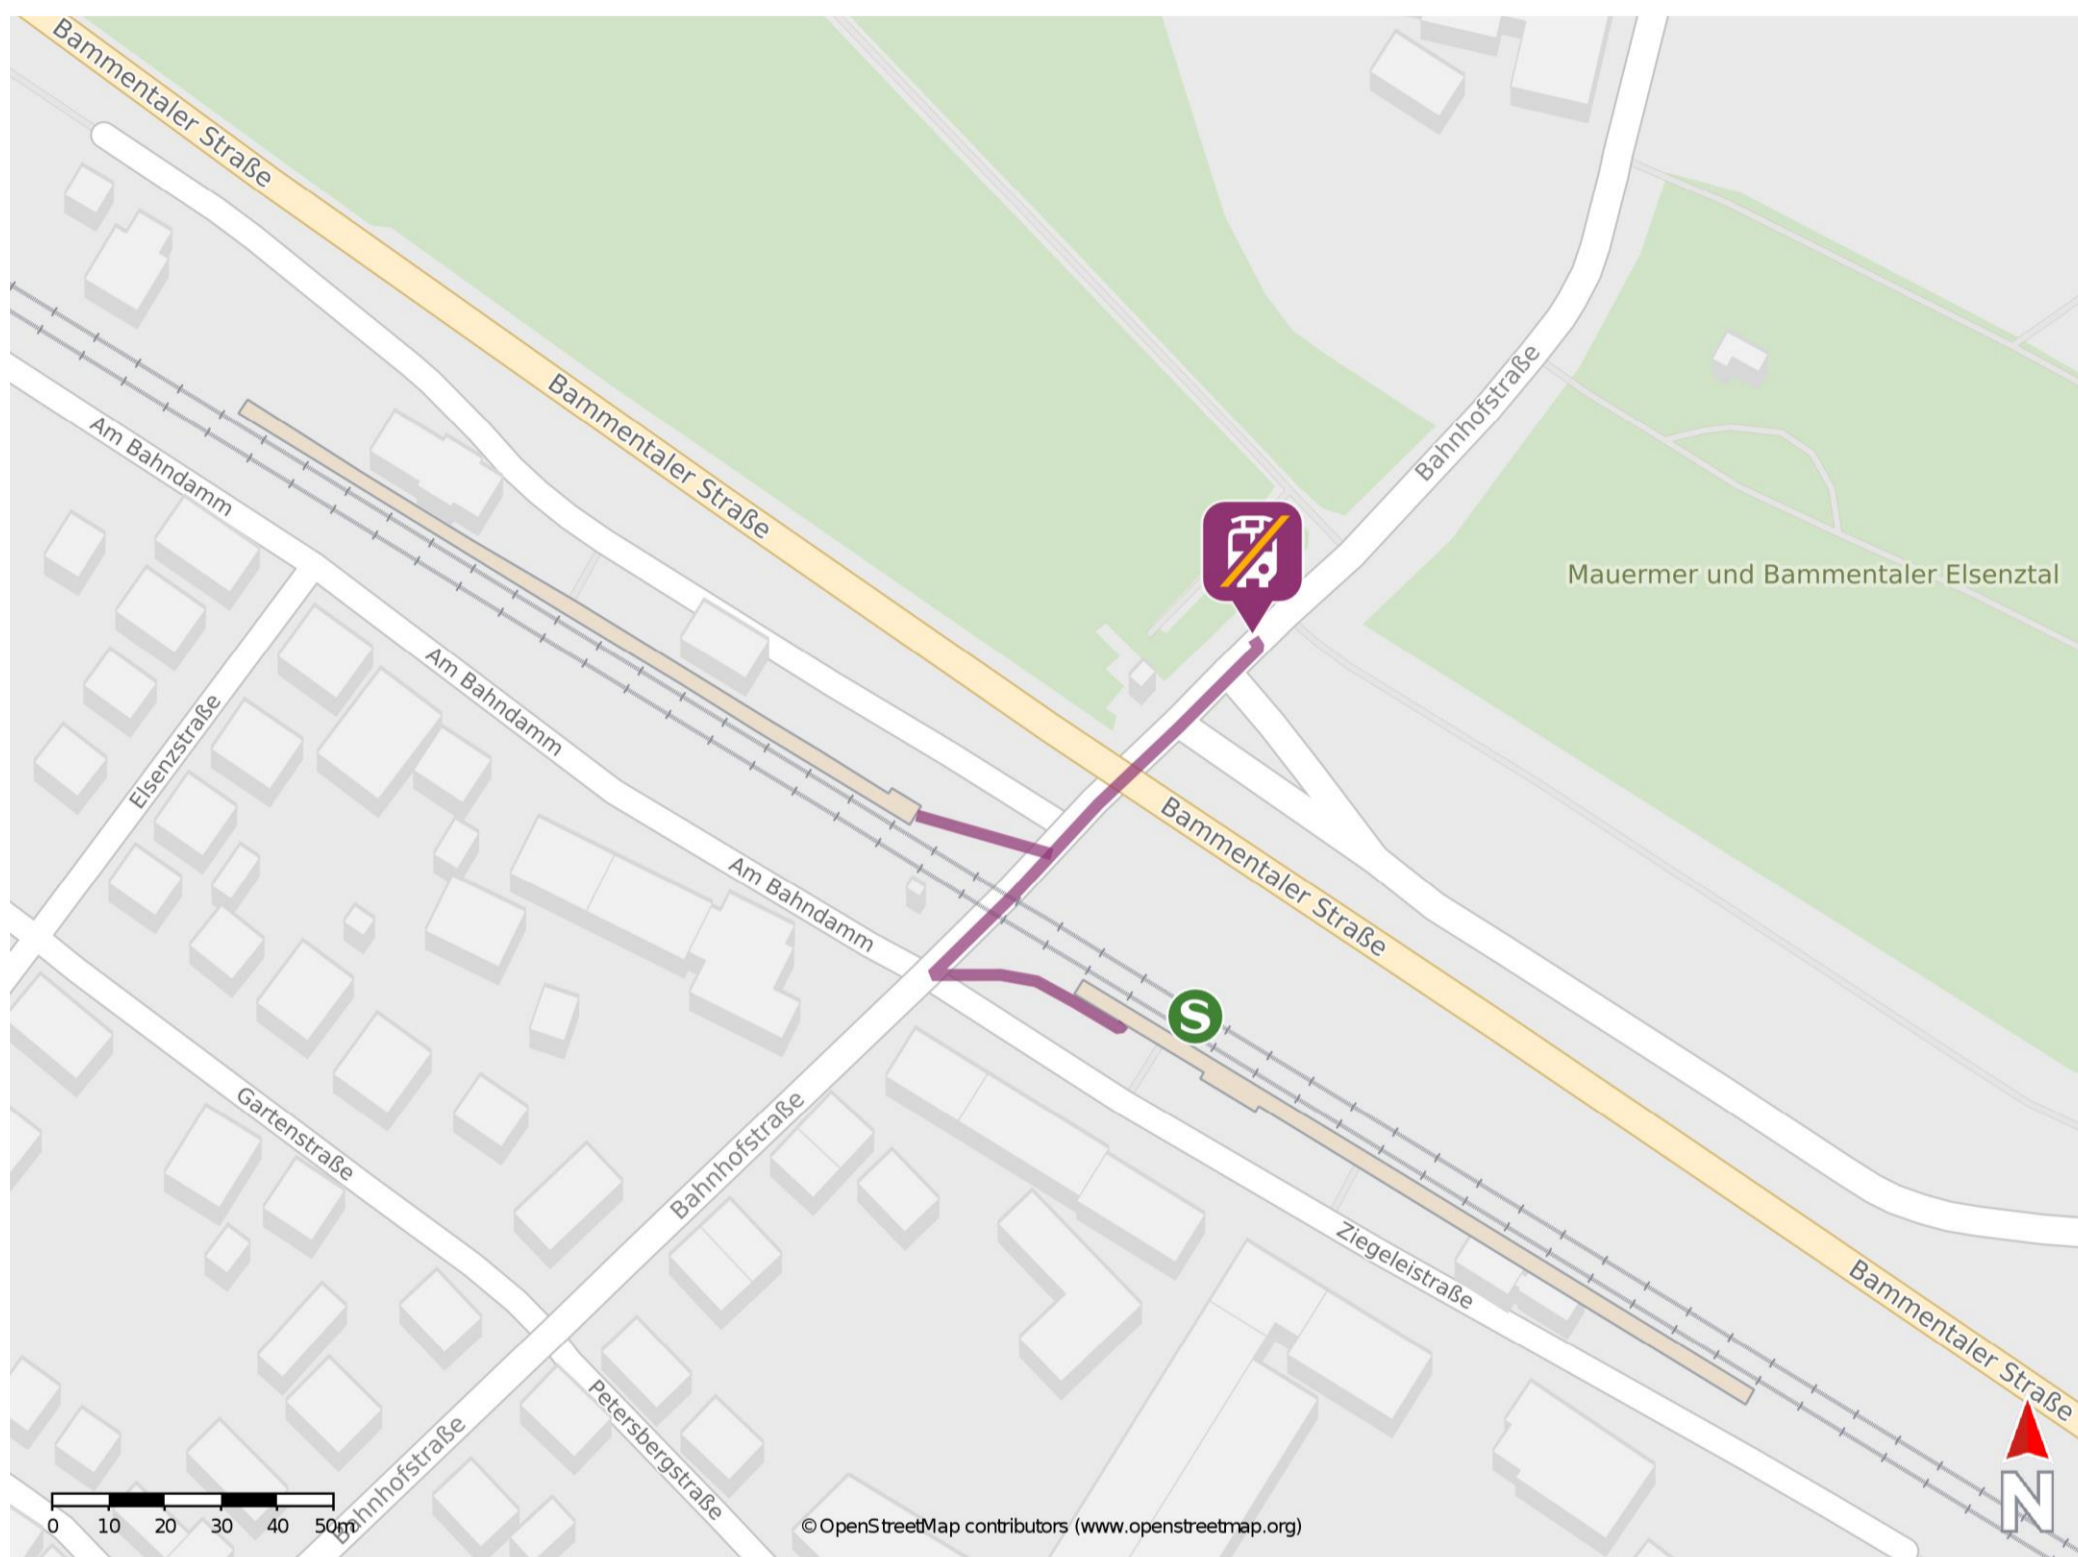 Bammentaler Straße
Bahnhofstraße
Am Bahndamm
Bammentaler Straße
Mauermer und Bammentaler Elsenztal
Am Bahndamm
Elsenzstraße
Bammentaler Straße
Am Bahndamm
S
Gartenstraße
Bahnhofstraße
Ziegeleistraße
Bammentaler Straße
Petersbergstraße
Bahnhofstraße
N
0 10 20 30 40 50m
© OpenStreetMap contributors (www.openstreetmap.org)